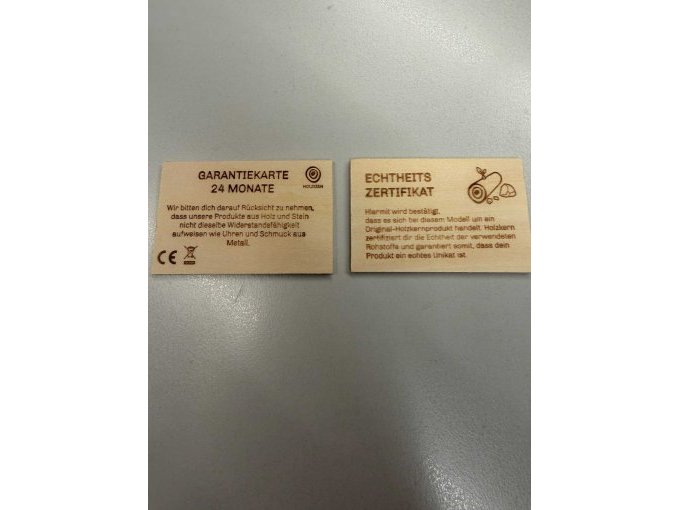 GARANTIEKARTE
24 MONATE
HOLZKERN
Wir bitten dich darauf Rücksicht zu nehmen,
dass unsere Produkte aus Holz und Stein
nicht dieselbe Widerstandsfähigkeit
aufweisen wie Uhren und Schmuck aus
Metall.
CE
ECHTHEITS
ZERTIFIKAT
Hiermit wird bestätigt,
dass es sich bei diesem Modell um ein
Original-Holzkernprodukt handelt. Holzkern
zertifiziert dir die Echtheit der verwendeten
Rohstoffe und garantiert somit, dass dein
Produkt ein echtes Unikat ist.